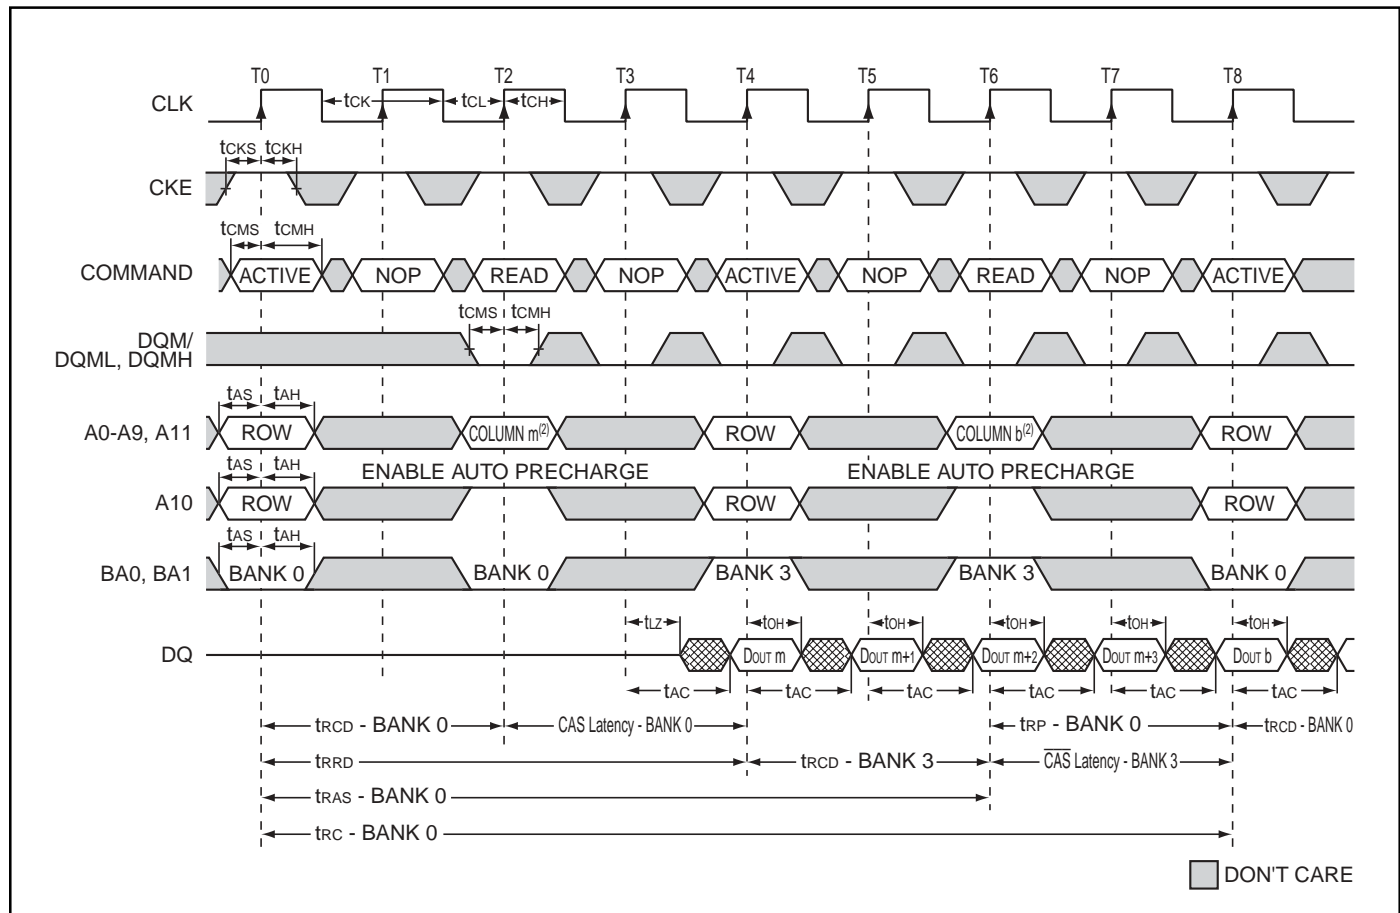 T0 T1 T2 T3 T4 T5 T6 T7 T8
CLK tCK tCL tCH
tCKS tCKH
CKE
tCMS tCMH
COMMAND ACTIVE NOP READ NOP ACTIVE NOP READ NOP ACTIVE
tCMS tCMH
DQM/
DQML, DQMH
tAS tAH
A0-A9, A11 ROW COLUMN m(2) ROW COLUMN b(2) ROW
tAS tAH ENABLE AUTO PRECHARGE ENABLE AUTO PRECHARGE
A10 ROW ROW ROW
tAS tAH
BA0, BA1 BANK 0 BANK 0 BANK 3 BANK 3 BANK 0
tLZ tOH tOH tOH tOH tOH
DQ DOUT m DOUT m+1 DOUT m+2 DOUT m+3 DOUT b
tAC tAC tAC tAC tAC tAC
tRCD - BANK 0 CAS Latency - BANK 0 tRP - BANK 0 tRCD - BANK 0
tRRD tRCD - BANK 3 CAS Latency - BANK 3
tRAS - BANK 0
tRC - BANK 0
DON'T CARE